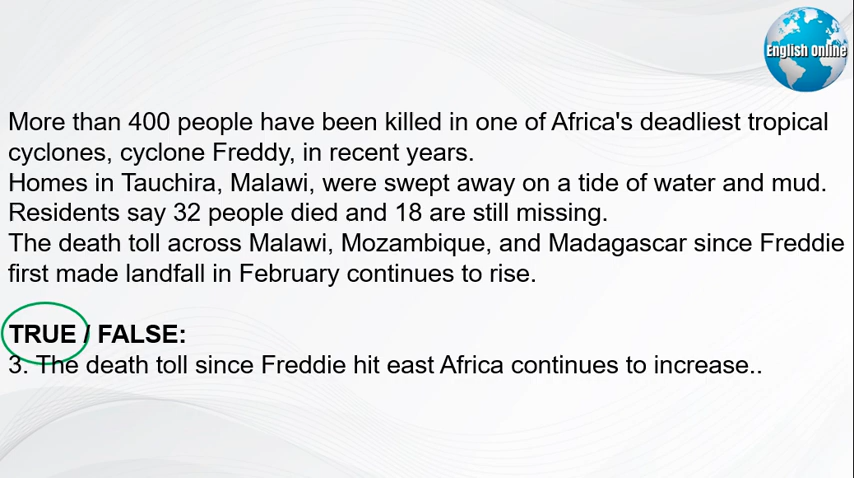 English Online
More than 400 people have been killed in one of Africa's deadliest tropical
cyclones, cyclone Freddy, in recent years.
Homes in Tauchira, Malawi, were swept away on a tide of water and mud.
Residents say 32 people died and 18 are still missing.
The death toll across Malawi, Mozambique, and Madagascar since Freddie
first made landfall in February continues to rise.
TRUE / FALSE:
3. The death toll since Freddie hit east Africa continues to increase..